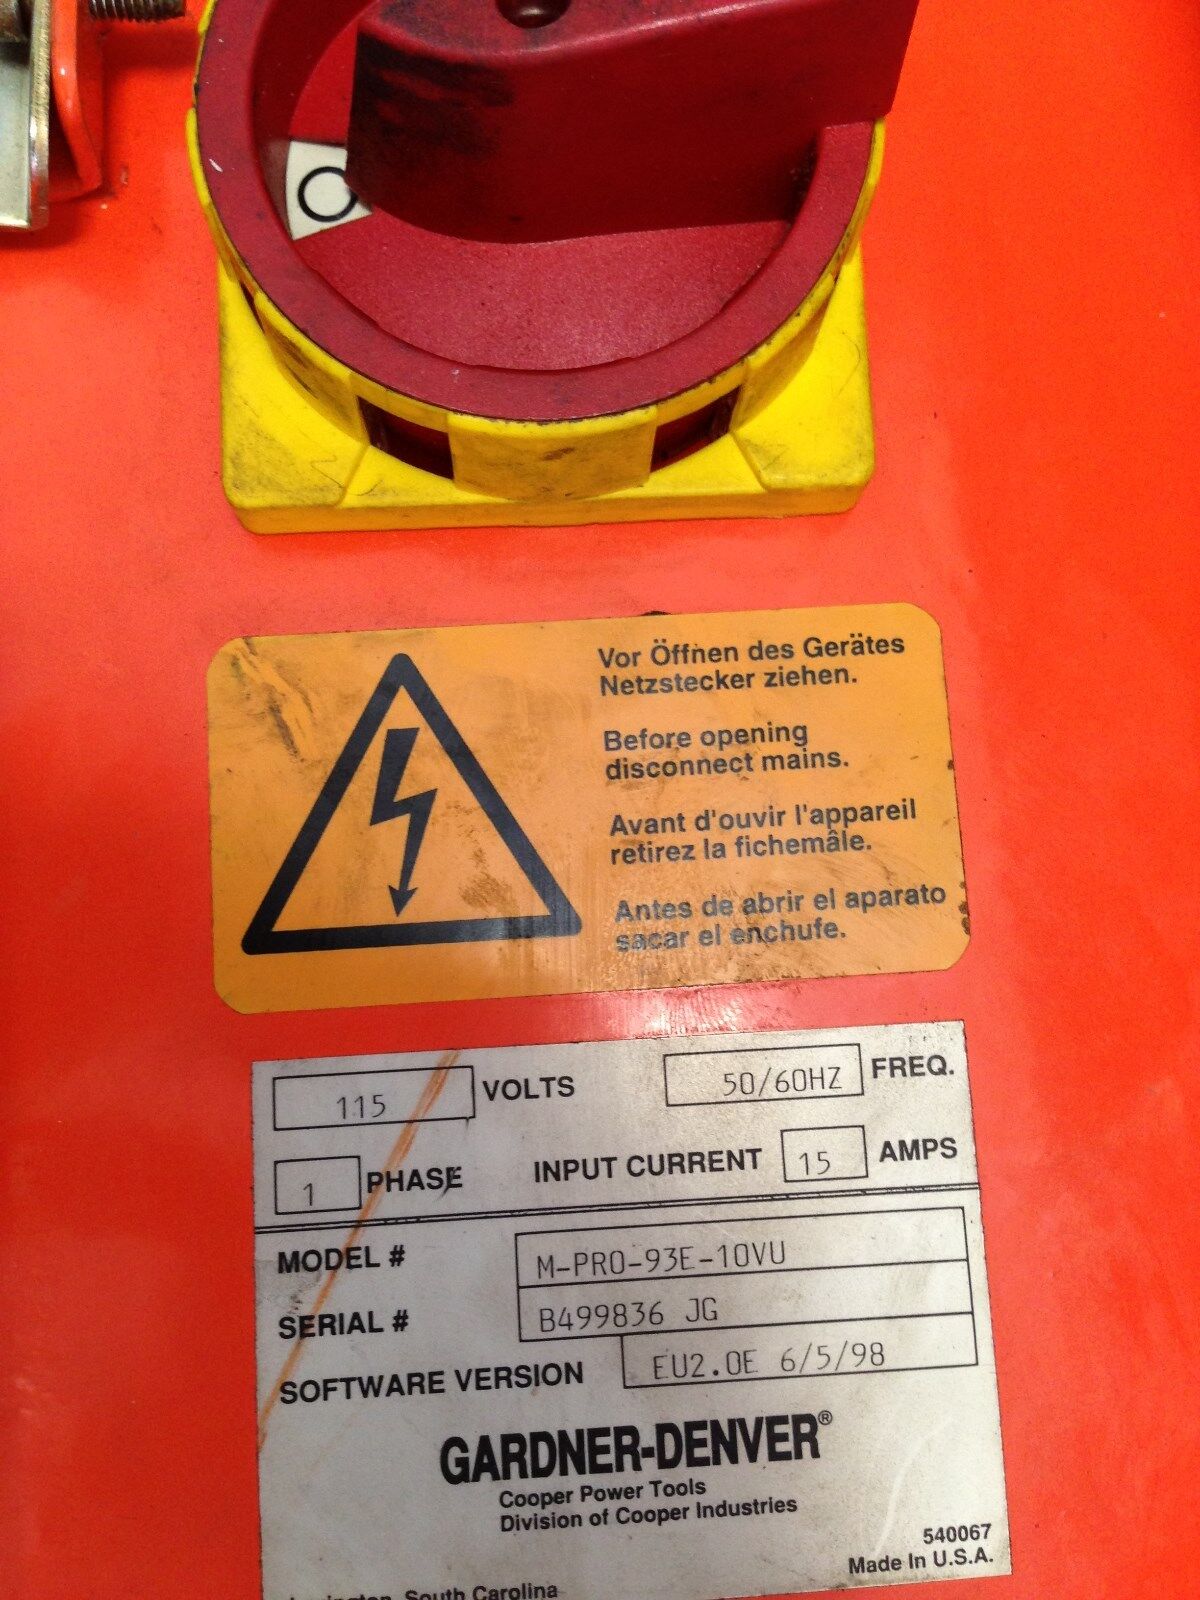 O
Vor Öffnen des Gerätes
Netzstecker ziehen.
Before opening
disconnect mains.
Avant d'ouvir l'appareil
retirez la fichemâle.
Antes de abrir el aparato
sacar el enchufe.
115 VOLTS 50/60HZ FREQ.
1 PHASE INPUT CURRENT 15 AMPS
MODEL # M-PRO-93E-10VU
SERIAL # B499836 JG
SOFTWARE VERSION EU2.0E 6/5/98
GARDNER-DENVER®
Cooper Power Tools
Division of Cooper Industries
540067
Made In U.S.A.
South Carolina